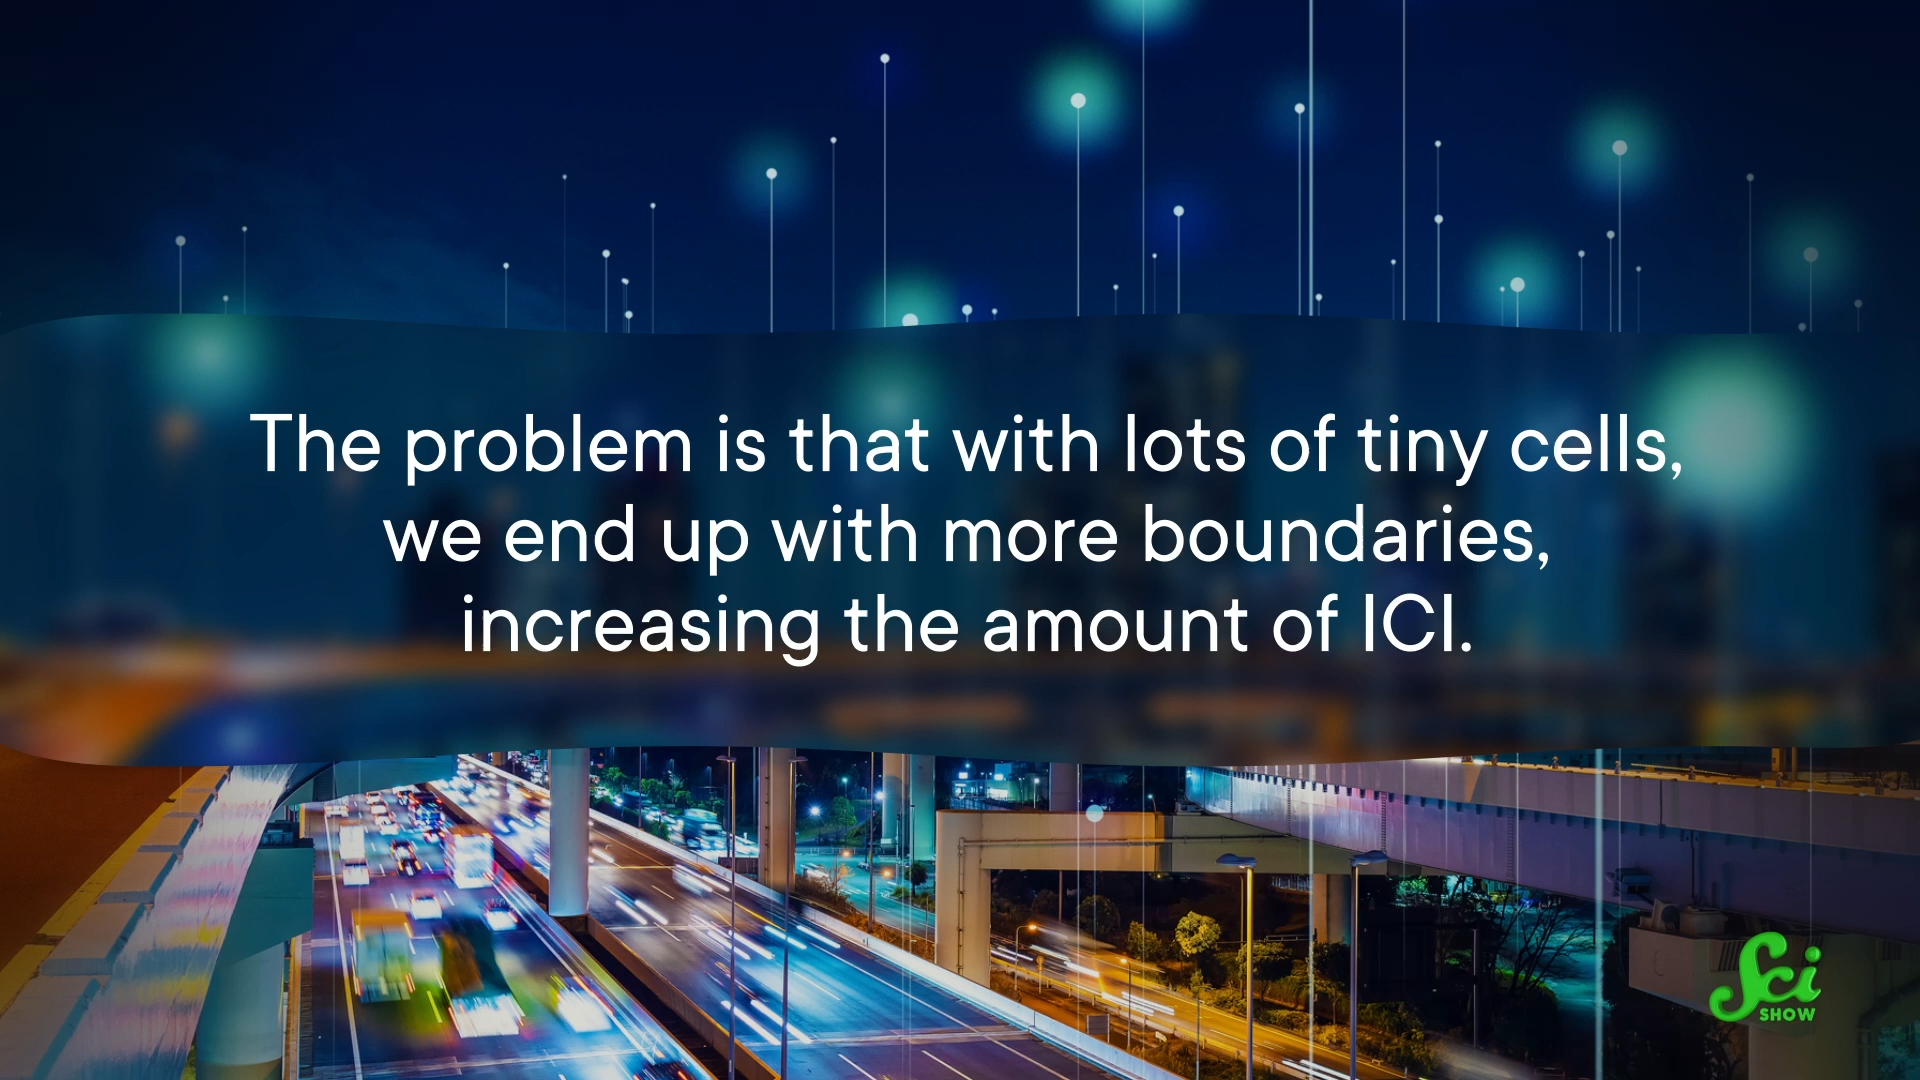 The problem is that with lots of tiny cells,
we end up with more boundaries,
increasing the amount of ICI.
Sci
SHOW